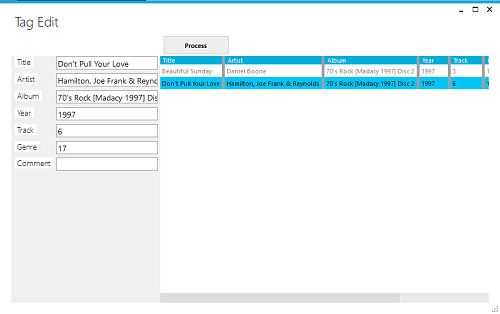 Tag Edit
Process
Title Don't Pull Your Love
Artist Hamilton, Joe Frank & Reync
Album 70's Rock [Madacy 1997] Dis
Year 1997
Track 6
Genre 17
Comment
Title Artist Album Year Track
Beautiful Sunday Daniel Boone 70's Rock [Madacy 1997] Disc 2 1997 3
Don't Pull Your Love Hamilton, Joe Frank & Reynolds 70's Rock [Madacy 1997] Disc 2 1997 6